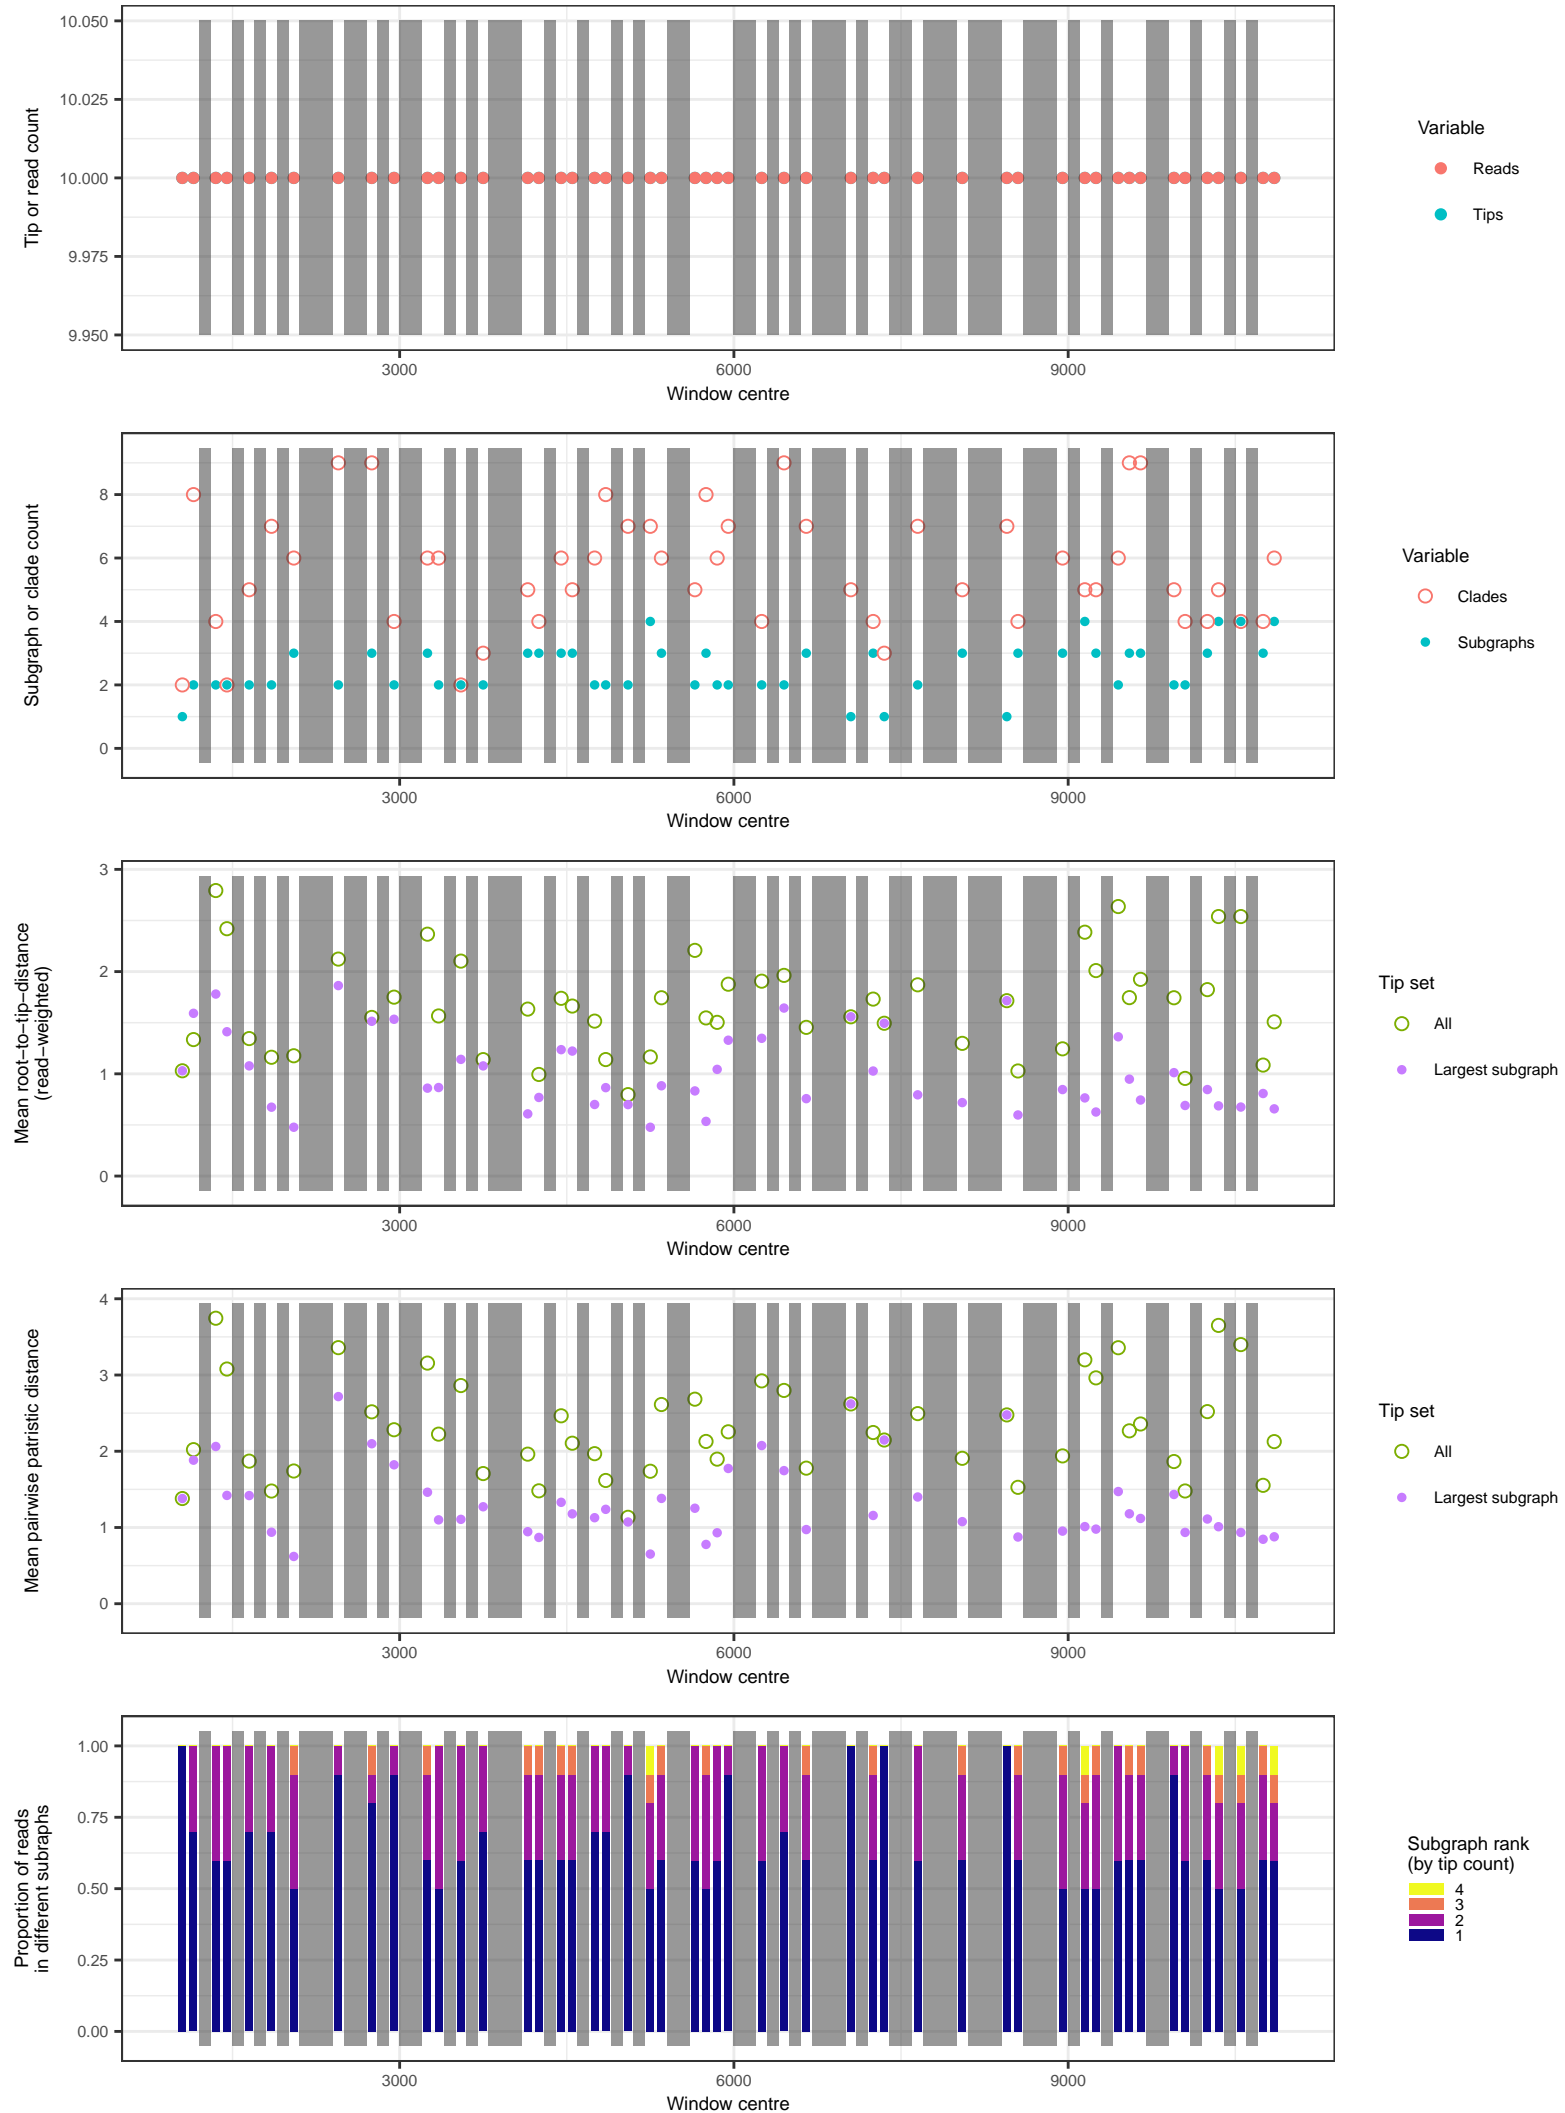 10.050
10.025
10.000
9.975
9.950
Tip or read count
3000 6000 9000
Window centre
Variable
Reads
Tips
8
6
4
2
0
Subgraph or clade count
3000 6000 9000
Window centre
Variable
Clades
Subgraphs
3
2
1
0
Mean root−to−tip−distance
(read−weighted)
3000 6000 9000
Window centre
Tip set
All
Largest subgraph
4
3
2
1
0
Mean pairwise patristic distance
3000 6000 9000
Window centre
Tip set
All
Largest subgraph
1.00
0.75
0.50
0.25
0.00
Proportion of reads
in different subraphs
3000 6000 9000
Window centre
Subgraph rank
(by tip count)
4
3
2
1